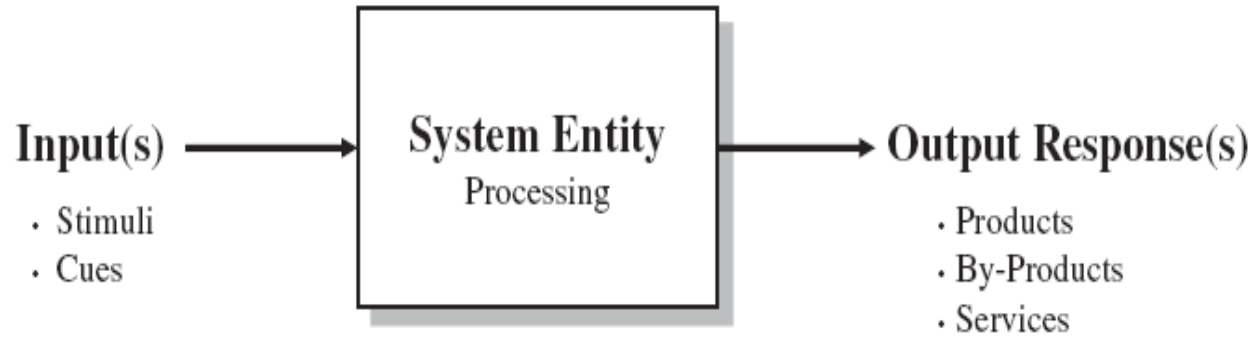 Input(s)
· Stimuli
· Cues
System Entity
Processing
Output Response(s)
· Products
· By-Products
· Services